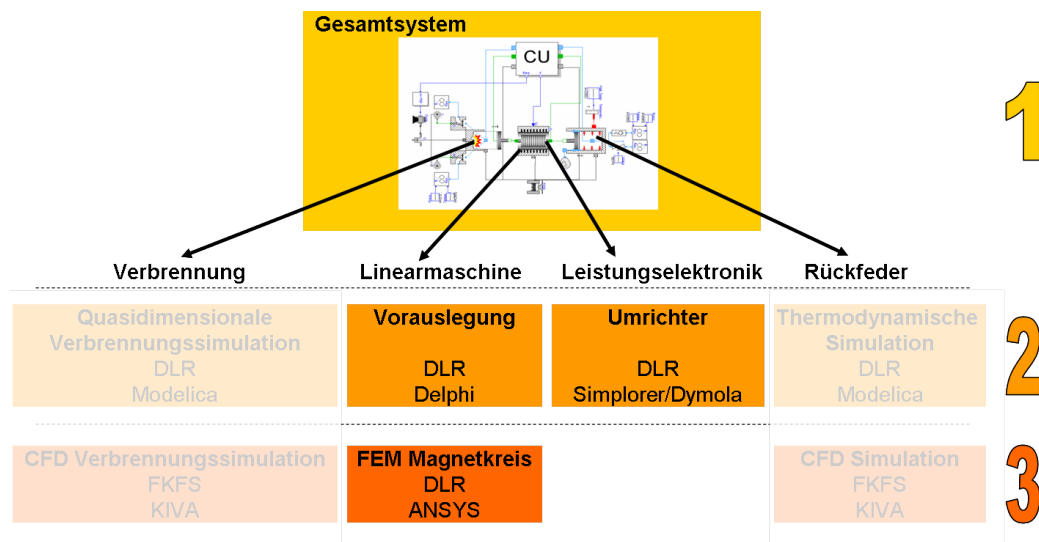 Gesamtsystem
CU
1
Verbrennung
Linearmaschine
Leistungselektronik
Rückfeder
Quasidimensionale
Verbrennungssimulation
DLR
Modelica
Vorauslegung
DLR
Delphi
Umrichter
DLR
Simplorer/Dymola
Thermodynamische
Simulation
DLR
Modelica
2
CFD Verbrennungssimulation
FKFS
KIVA
FEM Magnetkreis
DLR
ANSYS
CFD Simulation
FKFS
KIVA
3